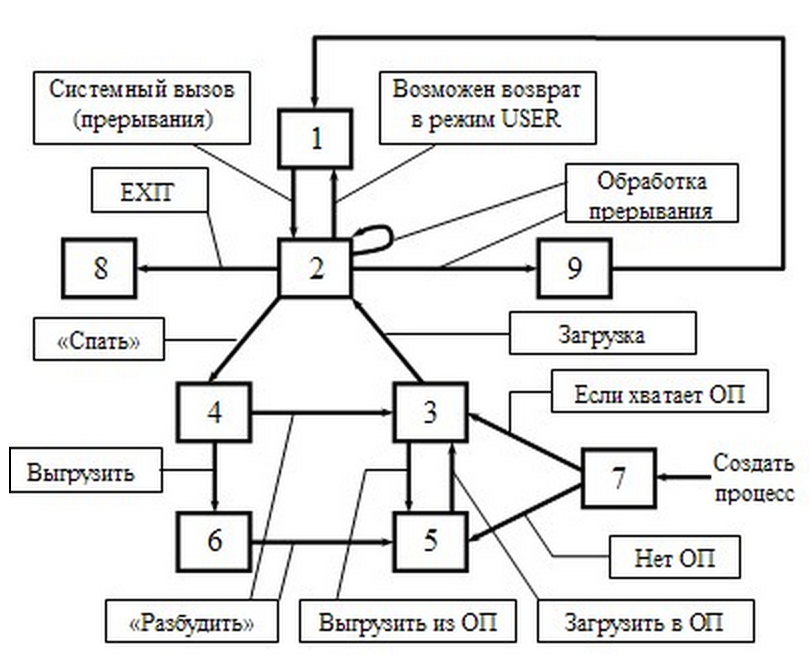 Системный вызов
(прерывания)
Возможен возврат
в режим USER
1
EXIT
Обработка
прерывания
8
2
9
«Спать»
Загрузка
Если хватает ОП
4
3
Выгрузить
7
Создать
процесс
6
5
Нет ОП
«Разбудить»
Выгрузить из ОП
Загрузить в ОП